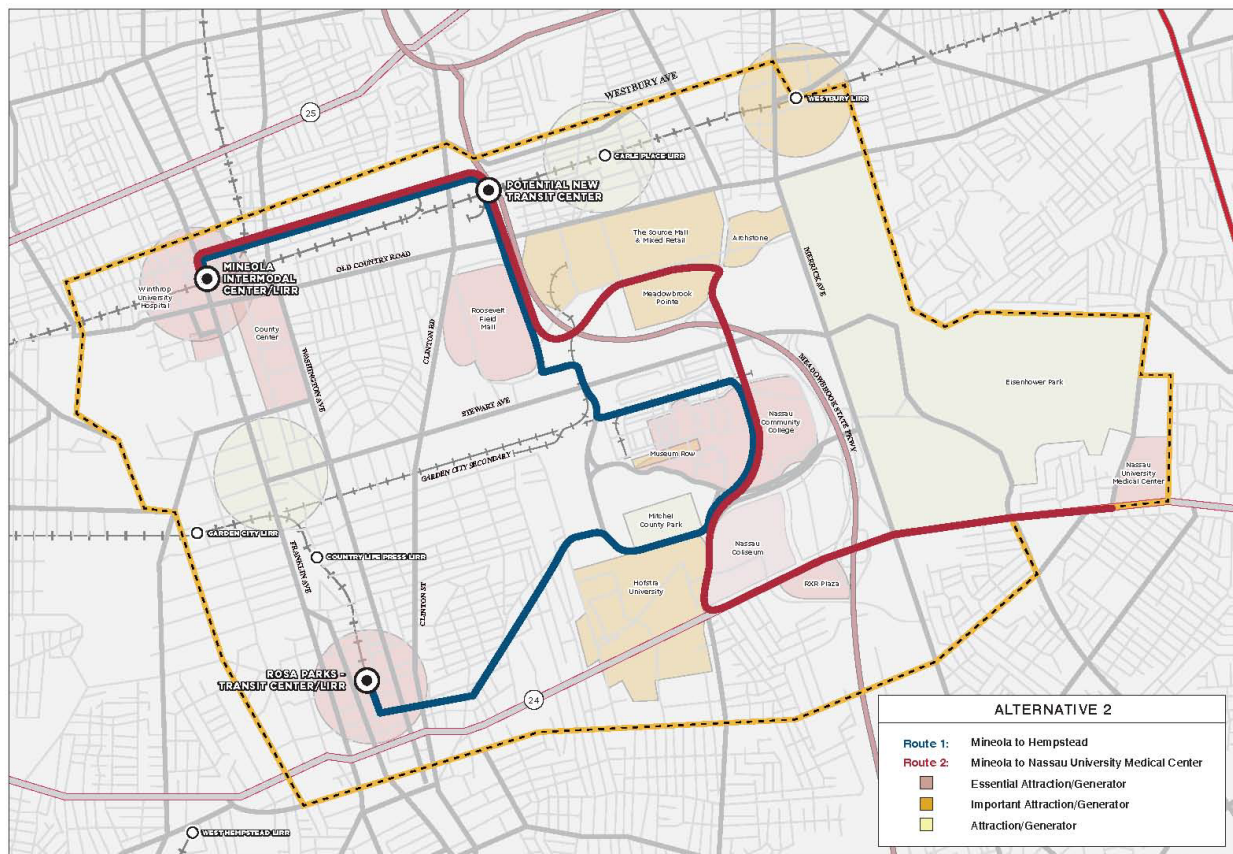 WESTBURY AVE
WESTBURY LIRR
25
CARLE PLACE LIRR
POTENTIAL NEW
TRANSIT CENTER
The Source Mall
& Mixed Retail
Archstone
MERRICK AVE
OLD COUNTRY ROAD
MINEOLA
INTERMODAL
CENTER/LIRR
Winthrop
University
Hospital
County
Center
WASHINGTON AVE
CLINTON RD
Roosevelt
Field
Mall
Meadowbrook
Pointe
MEADOWBROOK STATE PKWY
Eisenhower Park
STEWART AVE
Nassau
Community
College
Museum Row
GARDEN CITY SECONDARY
Nassau
University
Medical Center
Mitchel
County Park
GARDEN CITY LIRR
COUNTRY LIFE PRESS LIRR
FRANKLIN AVE
CLINTON ST
Nassau
Coliseum
RXR Plaza
Hofstra
University
ROSA PARKS -
TRANSIT CENTER/LIRR
24
WEST HEMPSTEAD LIRR
ALTERNATIVE 2
Route 1: Mineola to Hempstead
Route 2: Mineola to Nassau University Medical Center
Essential Attraction/Generator
Important Attraction/Generator
Attraction/Generator